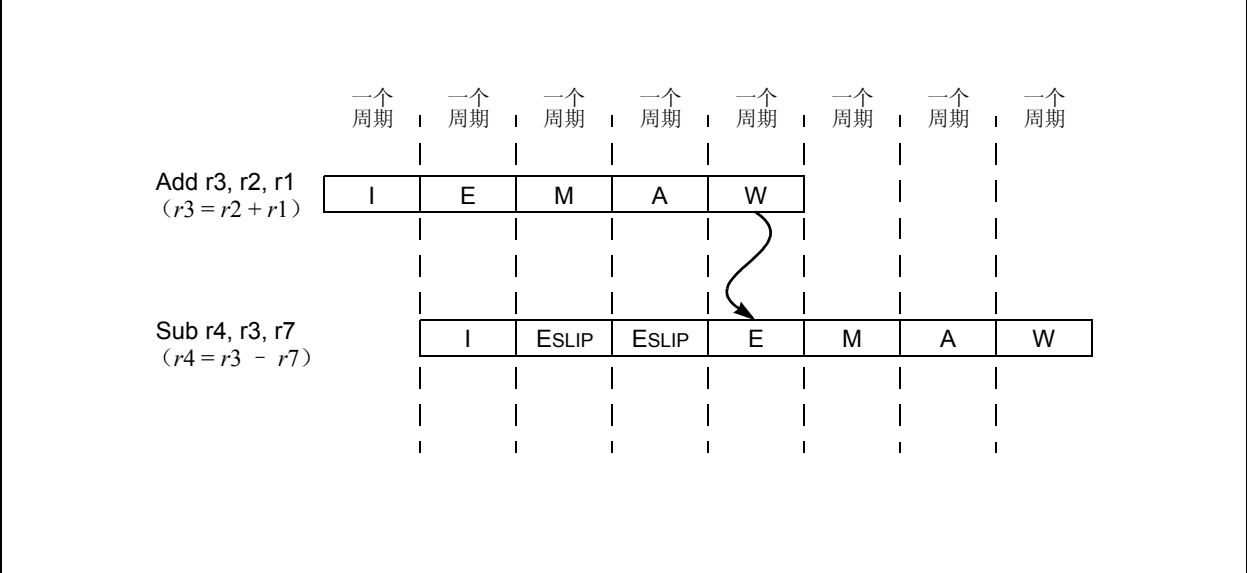 一个 一个 一个 一个 一个 一个 一个 一个
周期 周期 周期 周期 周期 周期 周期 周期
Add r3, r2, r1
（r3 = r2 + r1）
I E M A W
Sub r4, r3, r7
（r4 = r3 − r7）
I ESLIP ESLIP E M A W